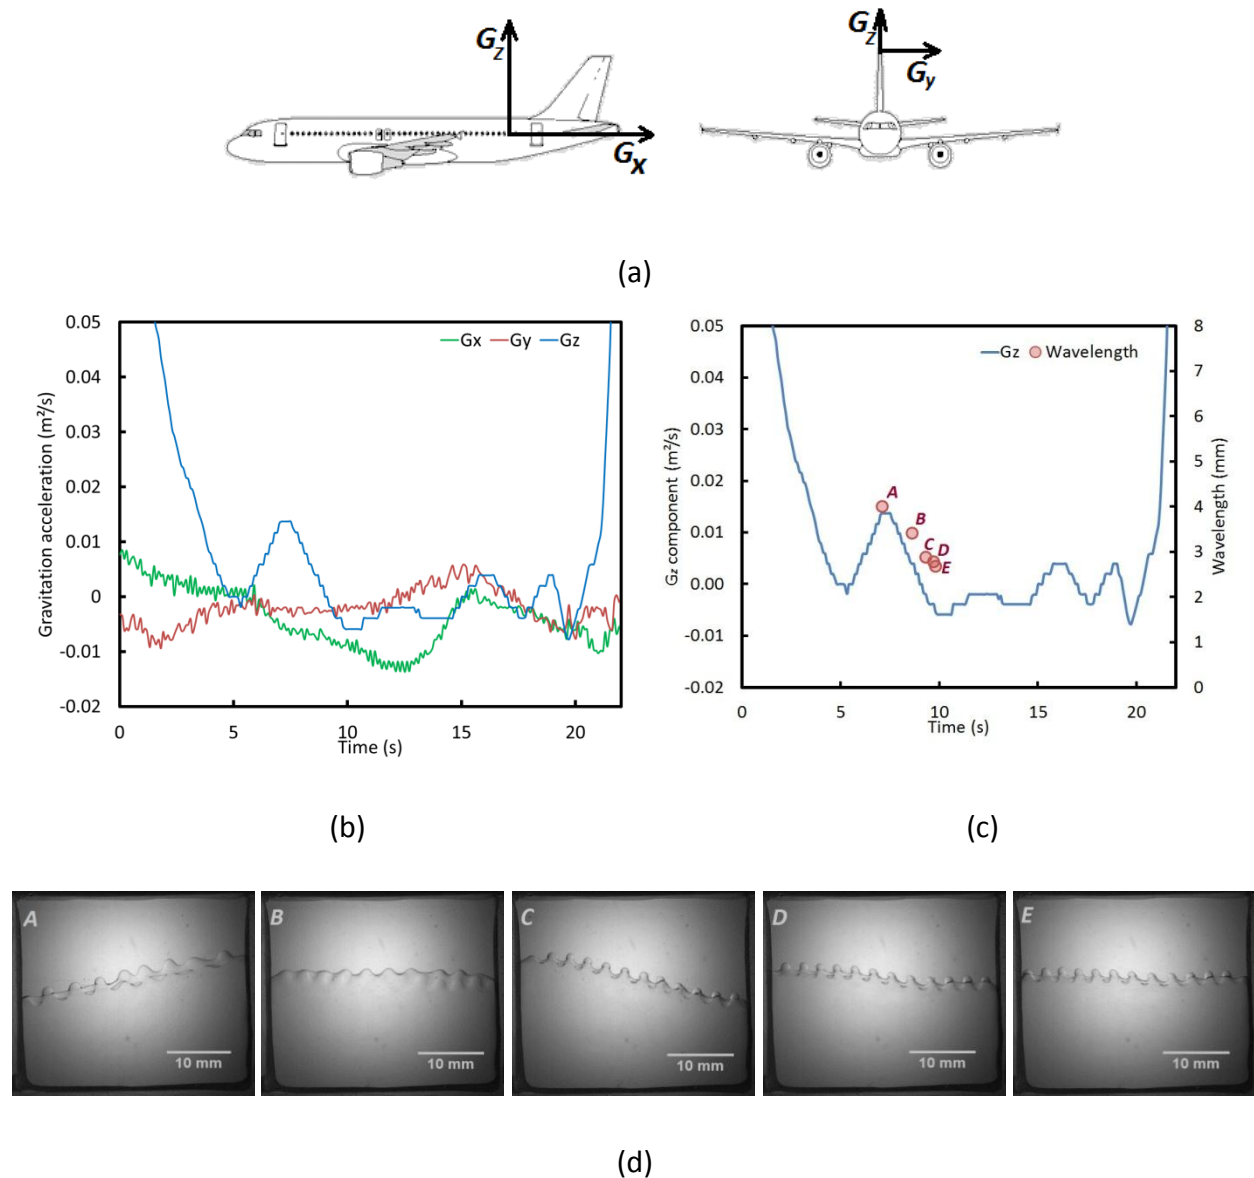 Gz
Gx
Gz
Gy
(a)
0.05
0.04
0.03
0.02
0.01
0
-0.01
-0.02
Gravitation acceleration (m²/s)
Gx Gy Gz
0 5 10 15 20
Time (s)
(b)
0.05
0.04
0.03
0.02
0.01
0.00
-0.01
-0.02
Gz component (m²/s)
Gz Wavelength
A
B
C D
E
8
7
6
5
4
3
2
1
0
Wavelength (mm)
0 5 10 15 20
Time (s)
(c)
A
10 mm
B
10 mm
C
10 mm
D
10 mm
E
10 mm
(d)